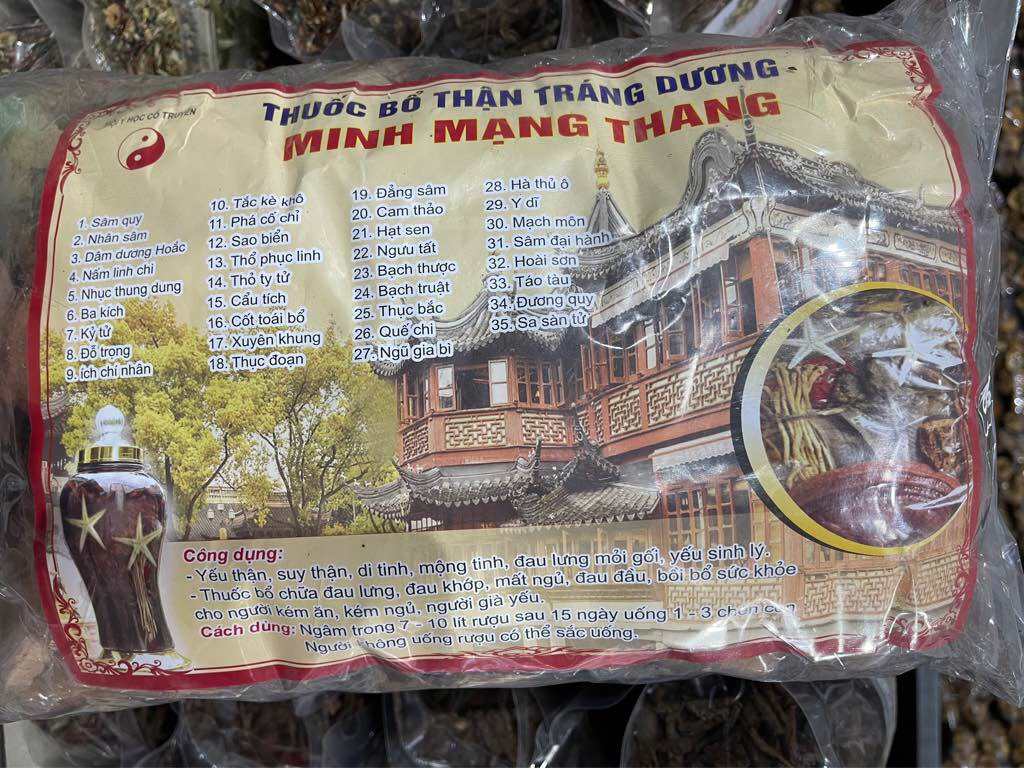 HỘI Y HỌC CỔ TRUYỀN
THUỐC BỔ THẬN TRÁNG DƯƠNG
MINH MẠNG THANG
1. Sâm quy
2. Nhân sâm
3. Dâm dương Hoắc
4. Nấm linh chi
5. Nhục thung dung
6. Ba kích
7. Kỷ tử
8. Đỗ trọng
9. ích chí nhân
10. Tắc kè khô
11. Phá cố chỉ
12. Sao biển
13. Thổ phục linh
14. Thỏ ty tử
15. Cẩu tích
16. Cốt toái bổ
17. Xuyên khung
18. Thục đoạn
19. Đẳng sâm
20. Cam thảo
21. Hạt sen
22. Ngưu tất
23. Bạch thược
24. Bạch truật
25. Thục bắc
26. Quế chi
27. Ngũ gia bì
28. Hà thủ ô
29. Y dĩ
30. Mạch môn
31. Sâm đại hành
32. Hoài sơn
33. Táo tàu
34. Đương quy
35. Sa sàn tử
Công dụng:
- Yếu thận, suy thận, di tinh, mộng tinh, đau lưng mỏi gối, yếu sinh lý.
- Thuốc bổ chữa đau lưng, đau khớp, mất ngủ, đau đầu, bồi bổ sức khỏe
cho người kém ăn, kém ngủ, người già yếu.
Cách dùng: Ngâm trong 7 - 10 lít rượu sau 15 ngày uống 1 - 3 chén con
Người không uống rượu có thể sắc uống.